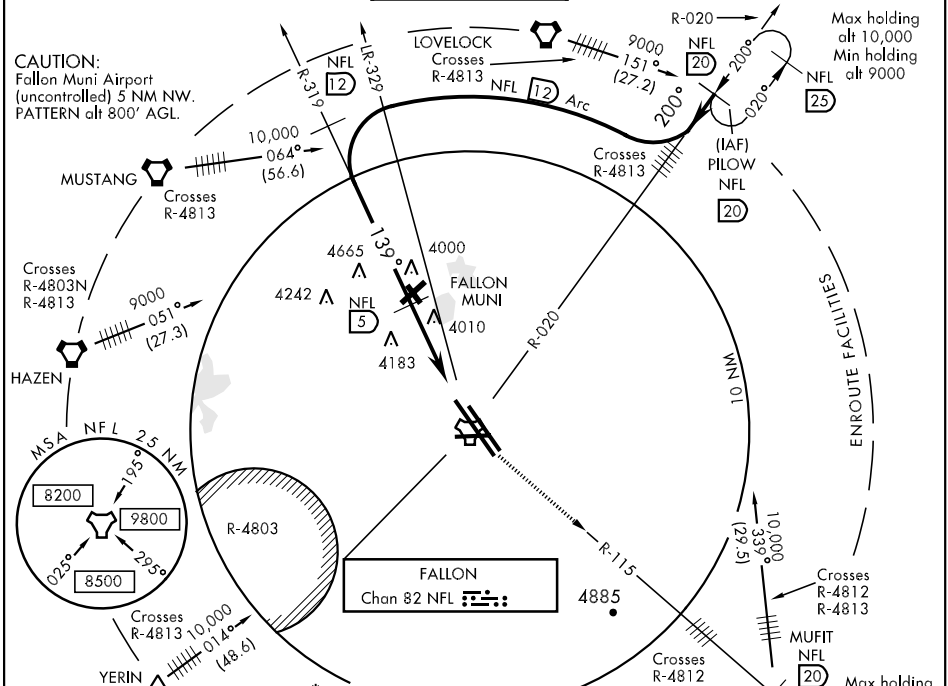 CAUTION:
Fallon Muni Airport
(uncontrolled) 5 NM NW.
PATTERN alt 800' AGL.
R-319
NFL
12
LR-329
LOVELOCK
Crosses
R-4813
9000
151°
(27.2)
R-020
NFL
20
200°
Max holding
alt 10,000
Min holding
alt 9000
NFL
25
020°
200°
NFL 12 Arc
(IAF)
PILOW
NFL
20
Crosses
R-4813
10,000
064°
(56.6)
MUSTANG
Crosses
R-4813
139°
4665
4000
4242
NFL
5
FALLON
MUNI
4010
4183
R-020
Crosses
R-4803N
R-4813
9000
051°
(27.3)
HAZEN
10 NM
ENROUTE FACILITIES
MSA NFL 25 NM
195°
8200
9800
025°
295°
8500
R-4803
FALLON
Chan 82 NFL
R-115
4885
10,000
339°
(29.5)
Crosses
R-4812
R-4813
Crosses
R-4813
10,000
014°
(48.6)
YERIN
Crosses
R-4812
MUFIT
NFL
20
Max holding